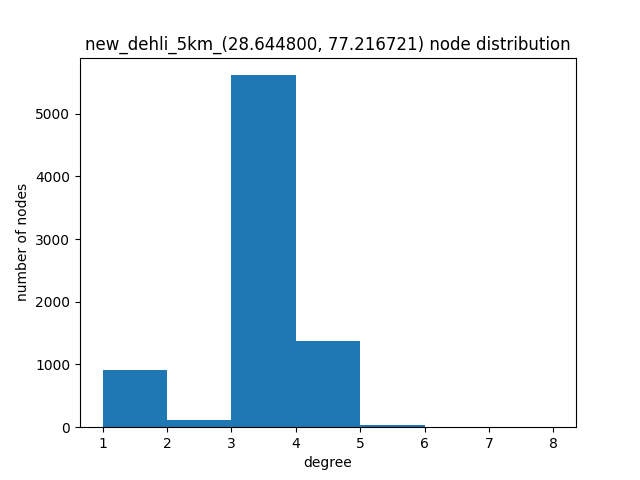 new_dehli_5km_(28.644800, 77.216721) node distribution
number of nodes
5000
4000
3000
2000
1000
0
1 2 3 4 5 6 7 8
degree